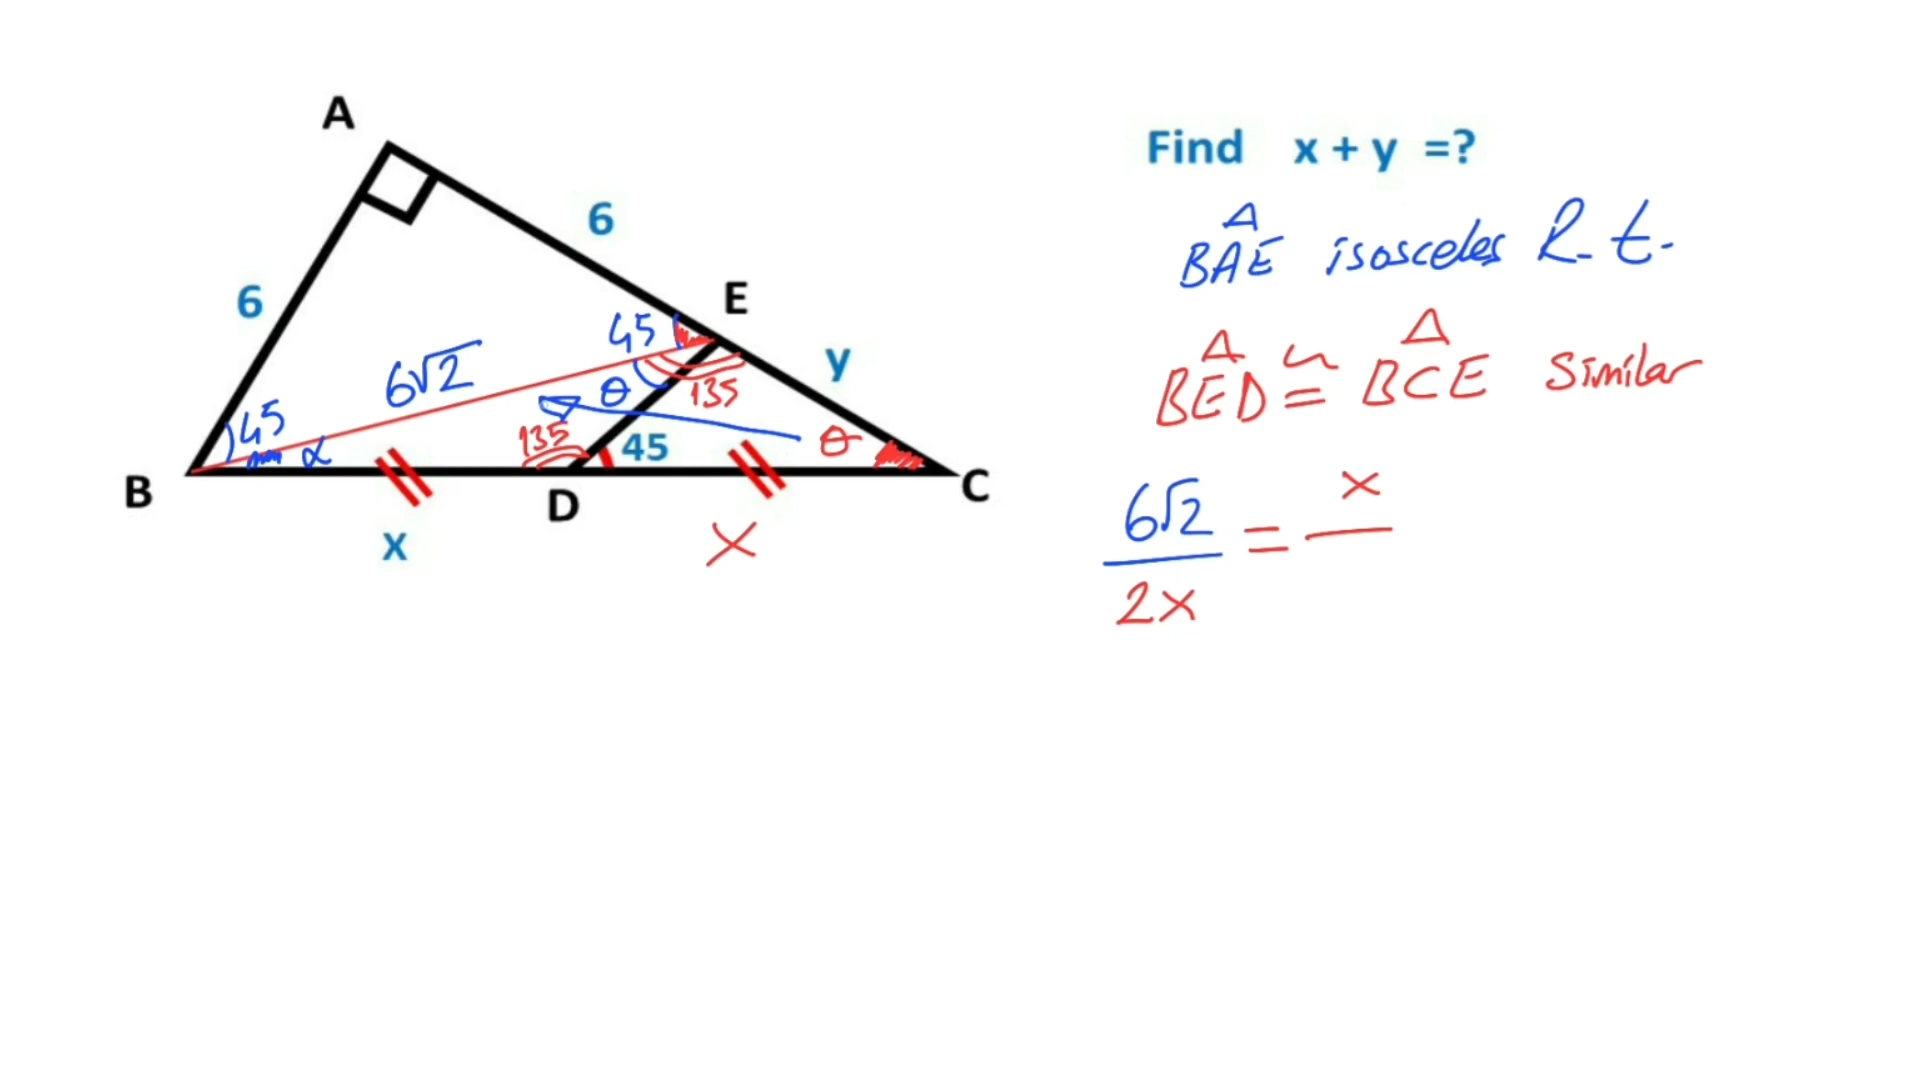 A
Find x + y =?
6
△
BAE isosceles R.t.
E
6
45
y
△ △
BED ≃ BCE Similar
6√2
θ
135
45
α
135
45
θ
B
D
C
x
x
6√2 = x
2x